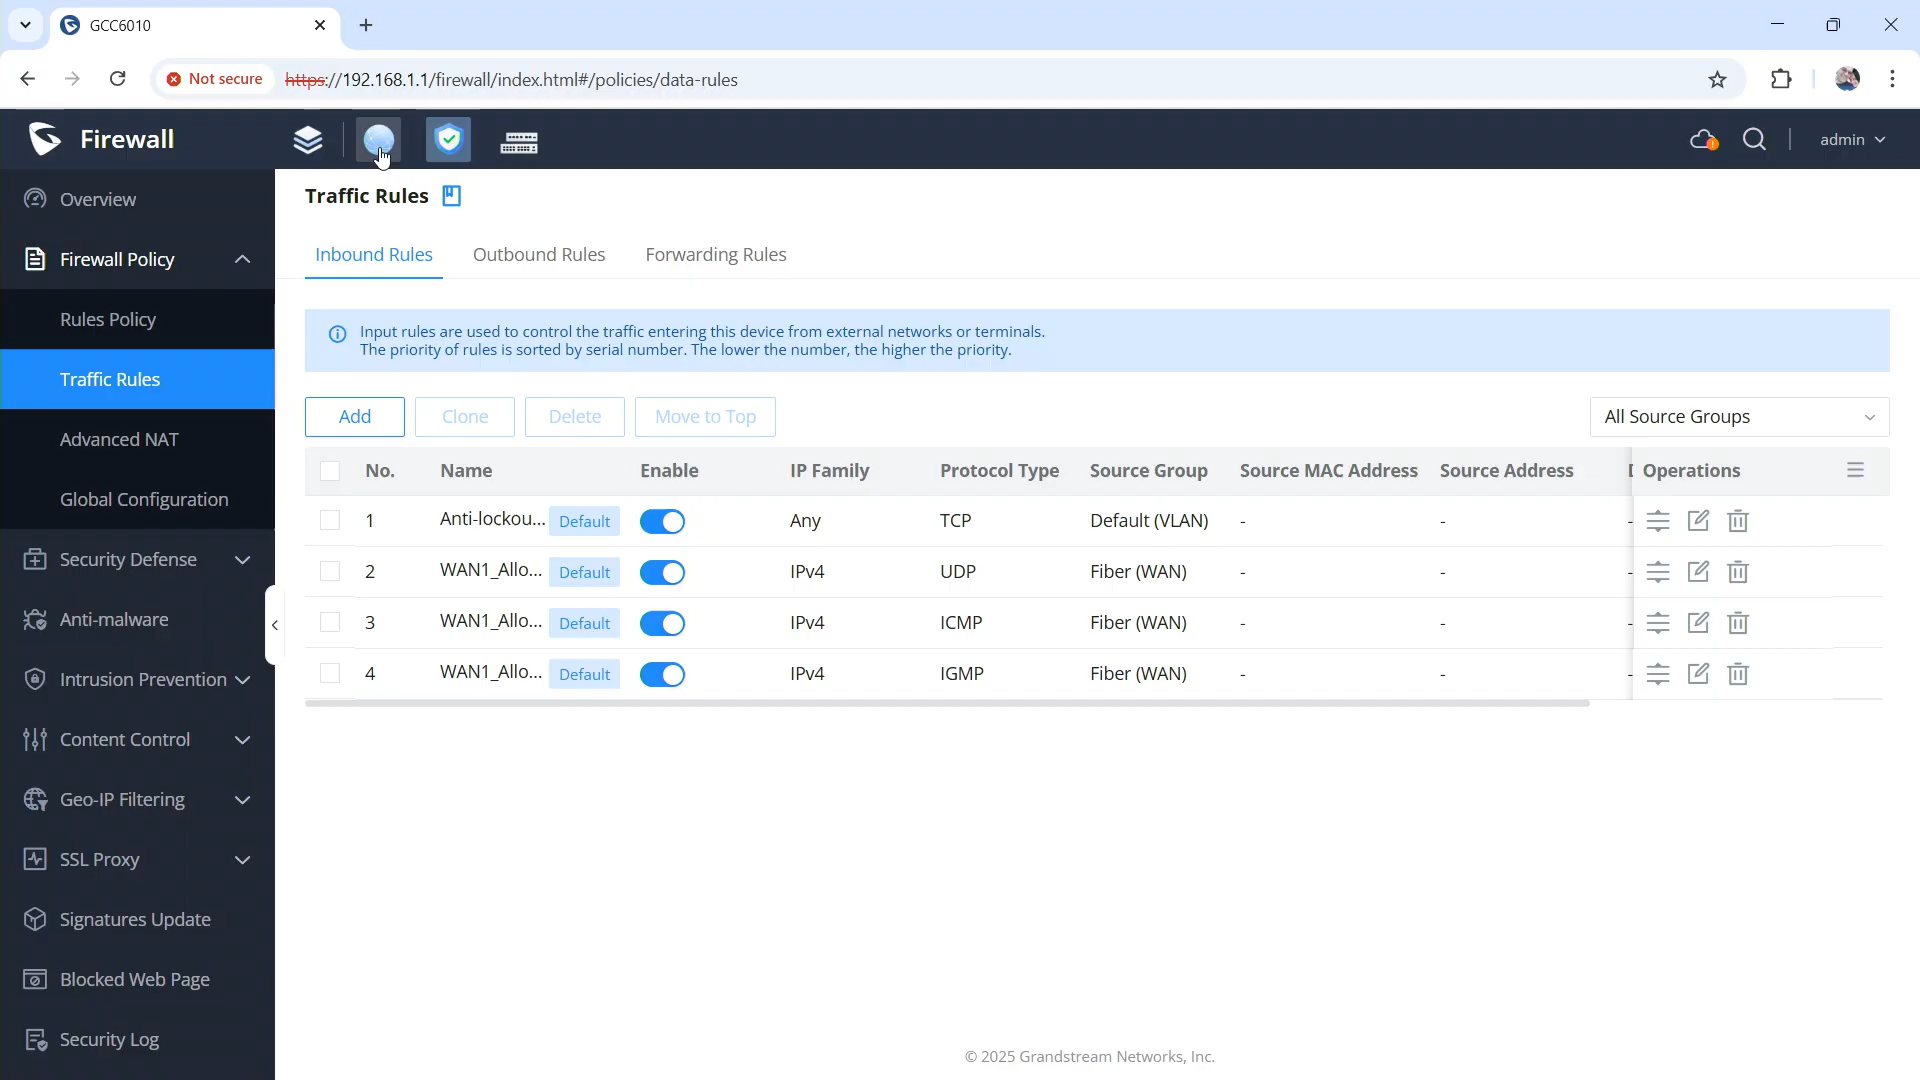 GCC6010
Not secure https://192.168.1.1/firewall/index.html#/policies/data-rules
Firewall
admin
Overview
Firewall Policy
Rules Policy
Traffic Rules
Advanced NAT
Global Configuration
Security Defense
Anti-malware
Intrusion Prevention
Content Control
Geo-IP Filtering
SSL Proxy
Signatures Update
Blocked Web Page
Security Log
Traffic Rules
Inbound Rules Outbound Rules Forwarding Rules
Input rules are used to control the traffic entering this device from external networks or terminals.
The priority of rules is sorted by serial number. The lower the number, the higher the priority.
Add Clone Delete Move to Top All Source Groups
No. Name Enable IP Family Protocol Type Source Group Source MAC Address Source Address Operations
1 Anti-lockou... Default Any TCP Default (VLAN) - - -
2 WAN1_Allo... Default IPv4 UDP Fiber (WAN) - - -
3 WAN1_Allo... Default IPv4 ICMP Fiber (WAN) - - -
4 WAN1_Allo... Default IPv4 IGMP Fiber (WAN) - - -
© 2025 Grandstream Networks, Inc.